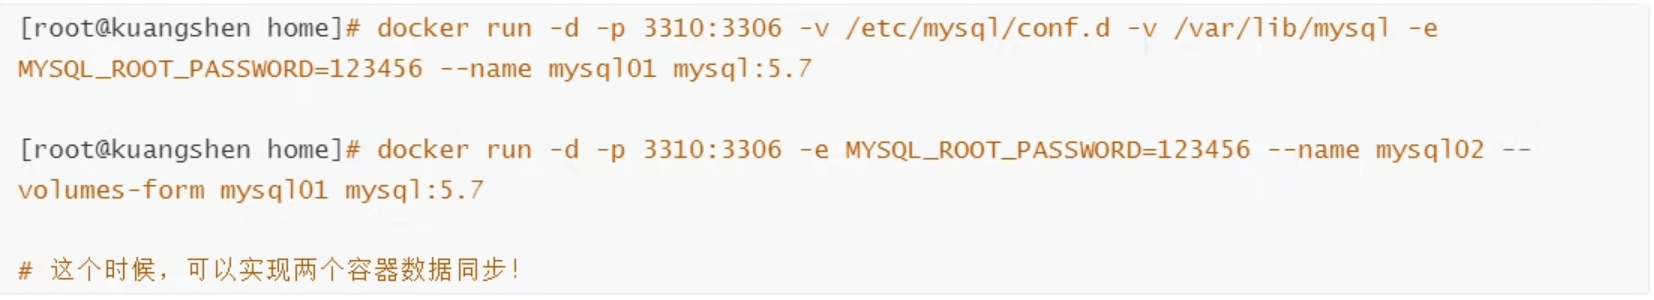 [root@kuangshen home]# docker run -d -p 3310:3306 -v /etc/mysql/conf.d -v /var/lib/mysql -e
MYSQL_ROOT_PASSWORD=123456 --name mysql01 mysql:5.7
[root@kuangshen home]# docker run -d -p 3310:3306 -e MYSQL_ROOT_PASSWORD=123456 --name mysql02 --
volumes-form mysql01 mysql:5.7
# 这个时候，可以实现两个容器数据同步！